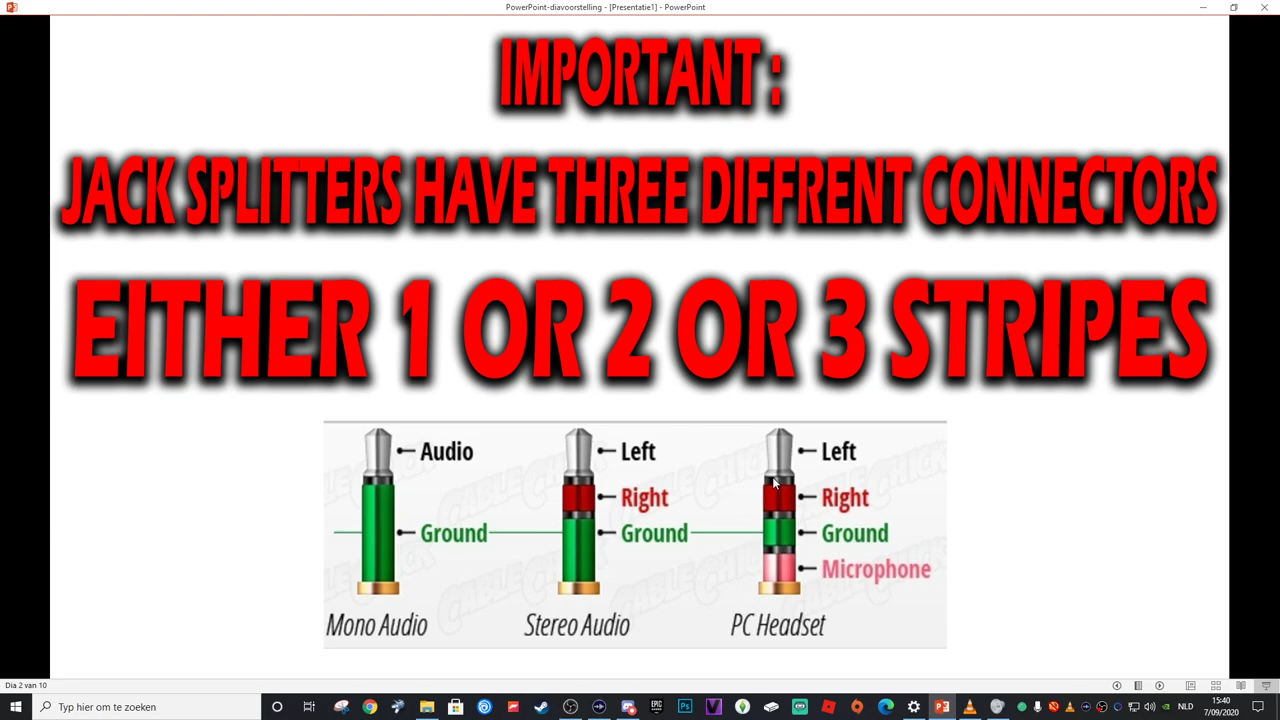 PowerPoint-diavoorstelling - [Presentatie1] - PowerPoint
IMPORTANT :
JACK SPLITTERS HAVE THREE DIFFRENT CONNECTORS
EITHER 1 OR 2 OR 3 STRIPES
Audio
Ground
Mono Audio
Left
Right
Ground
Stereo Audio
Left
Right
Ground
Microphone
PC Headset
Dia 2 van 10
Typ hier om te zoeken
EPIC
NLD
15:40
7/09/2020